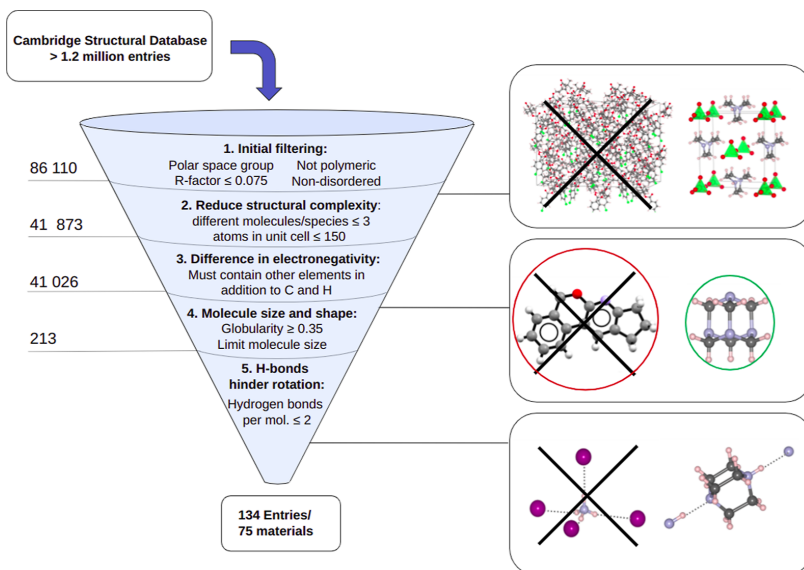 Cambridge Structural Database
> 1.2 million entries
1. Initial filtering:
Polar space group Not polymeric
R-factor ≤ 0.075 Non-disordered
86 110
2. Reduce structural complexity:
different molecules/species ≤ 3
atoms in unit cell ≤ 150
41 873
3. Difference in electronegativity:
Must contain other elements in
addition to C and H
41 026
4. Molecule size and shape:
Globularity ≥ 0.35
Limit molecule size
213
5. H-bonds
hinder rotation:
Hydrogen bonds
per mol. ≤ 2
134 Entries/
75 materials